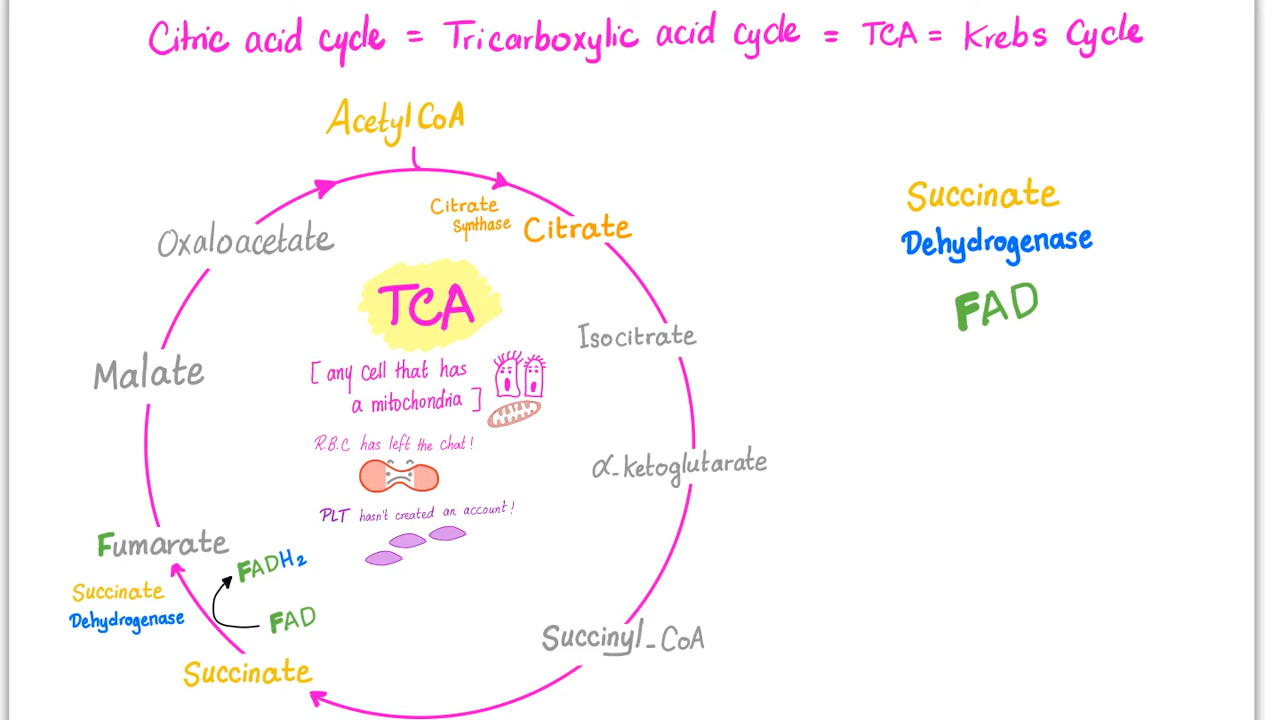 Citric acid cycle = Tricarboxylic acid cycle = TCA = Krebs Cycle
Acetyl CoA
Citrate
Synthase
Citrate
Oxaloacetate
TCA
Isocitrate
Malate
[ any cell that has
a mitochondria ]
R.B.C has left the chat!
α-ketoglutarate
PLT hasn't created an account!
Fumarate
FADH2
FAD
Succinate
Dehydrogenase
Succinate
Succinyl-CoA
Succinate
Dehydrogenase
FAD